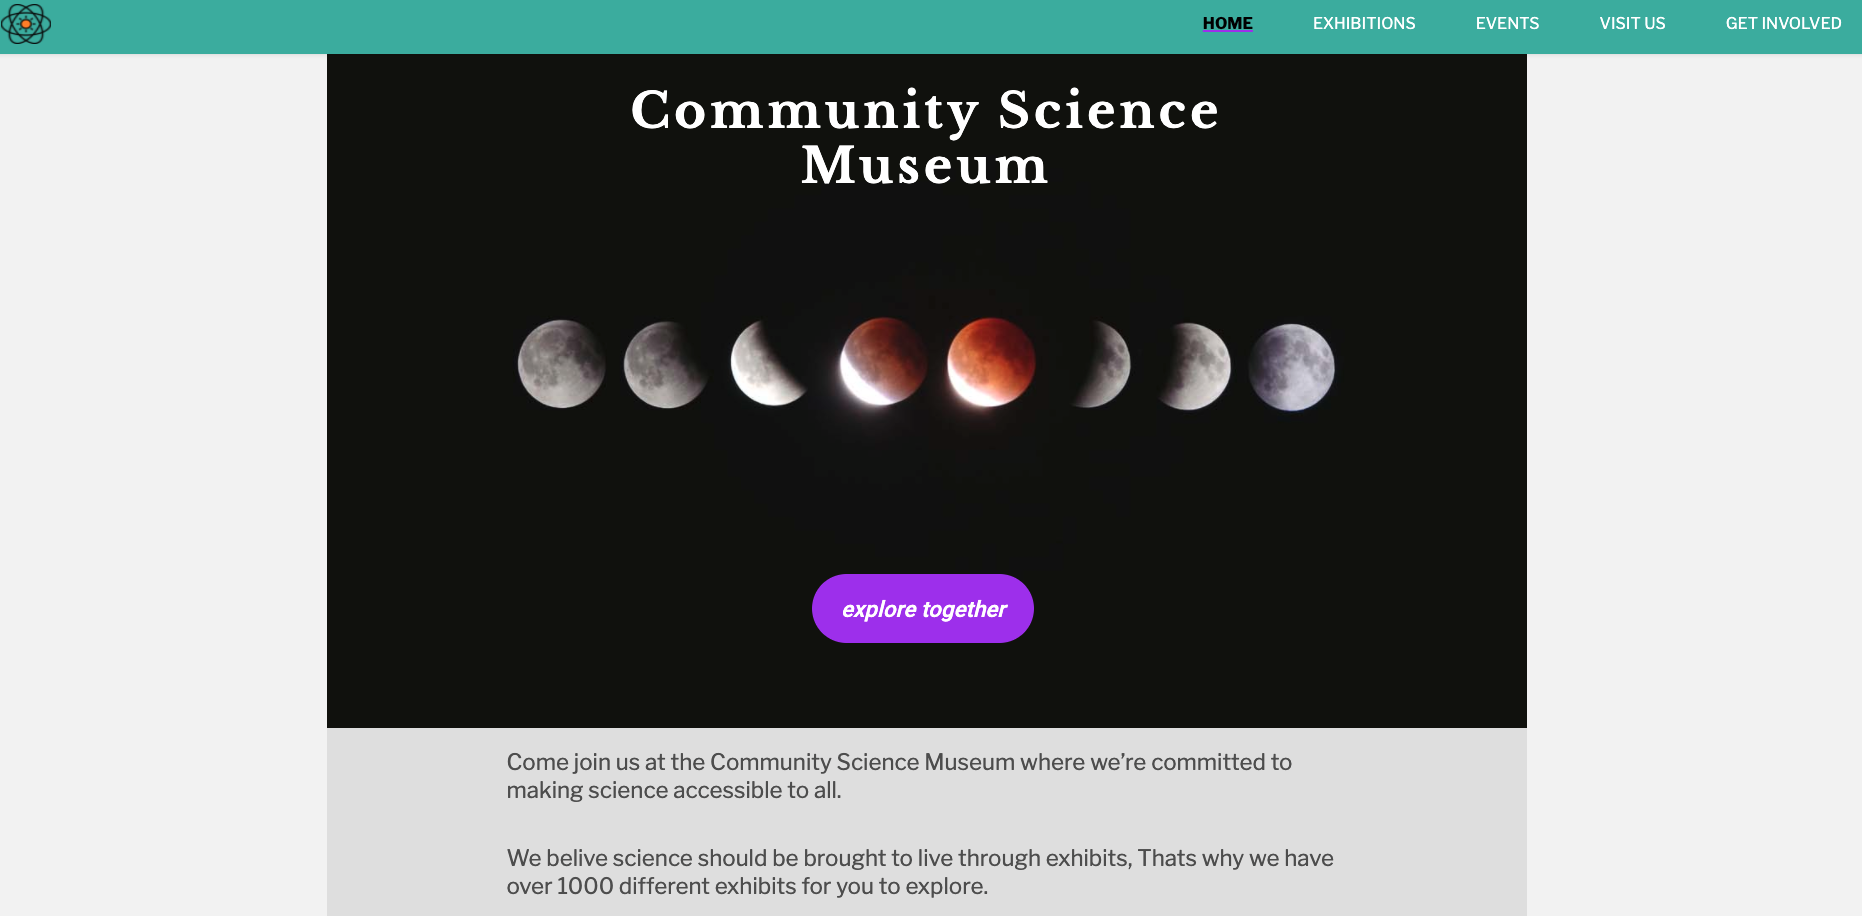 HOME EXHIBITIONS EVENTS VISIT US GET INVOLVED
Community Science
Museum
explore together
Come join us at the Community Science Museum where we’re committed to
making science accessible to all.
We belive science should be brought to live through exhibits, Thats why we have
over 1000 different exhibits for you to explore.